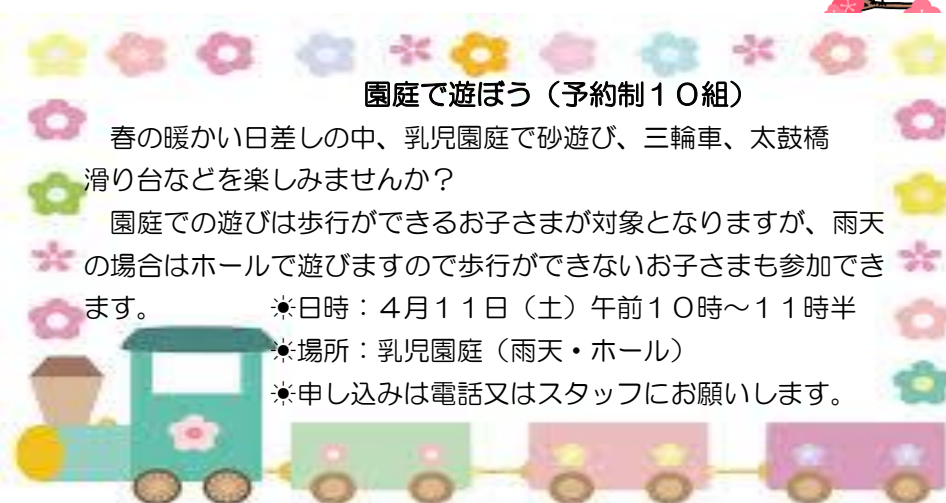 園庭で遊ぼう（予約制１０組）
春の暖かい日差しの中、乳児園庭で砂遊び、三輪車、太鼓橋
滑り台などを楽しみませんか？
園庭での遊びは歩行ができるお子さまが対象となりますが、雨天
の場合はホールで遊びますので歩行ができないお子さまも参加でき
ます。　　　　　☀日時：４月１１日（土）午前１０時～１１時半
☀場所：乳児園庭（雨天・ホール）
☀申し込みは電話又はスタッフにお願いします。